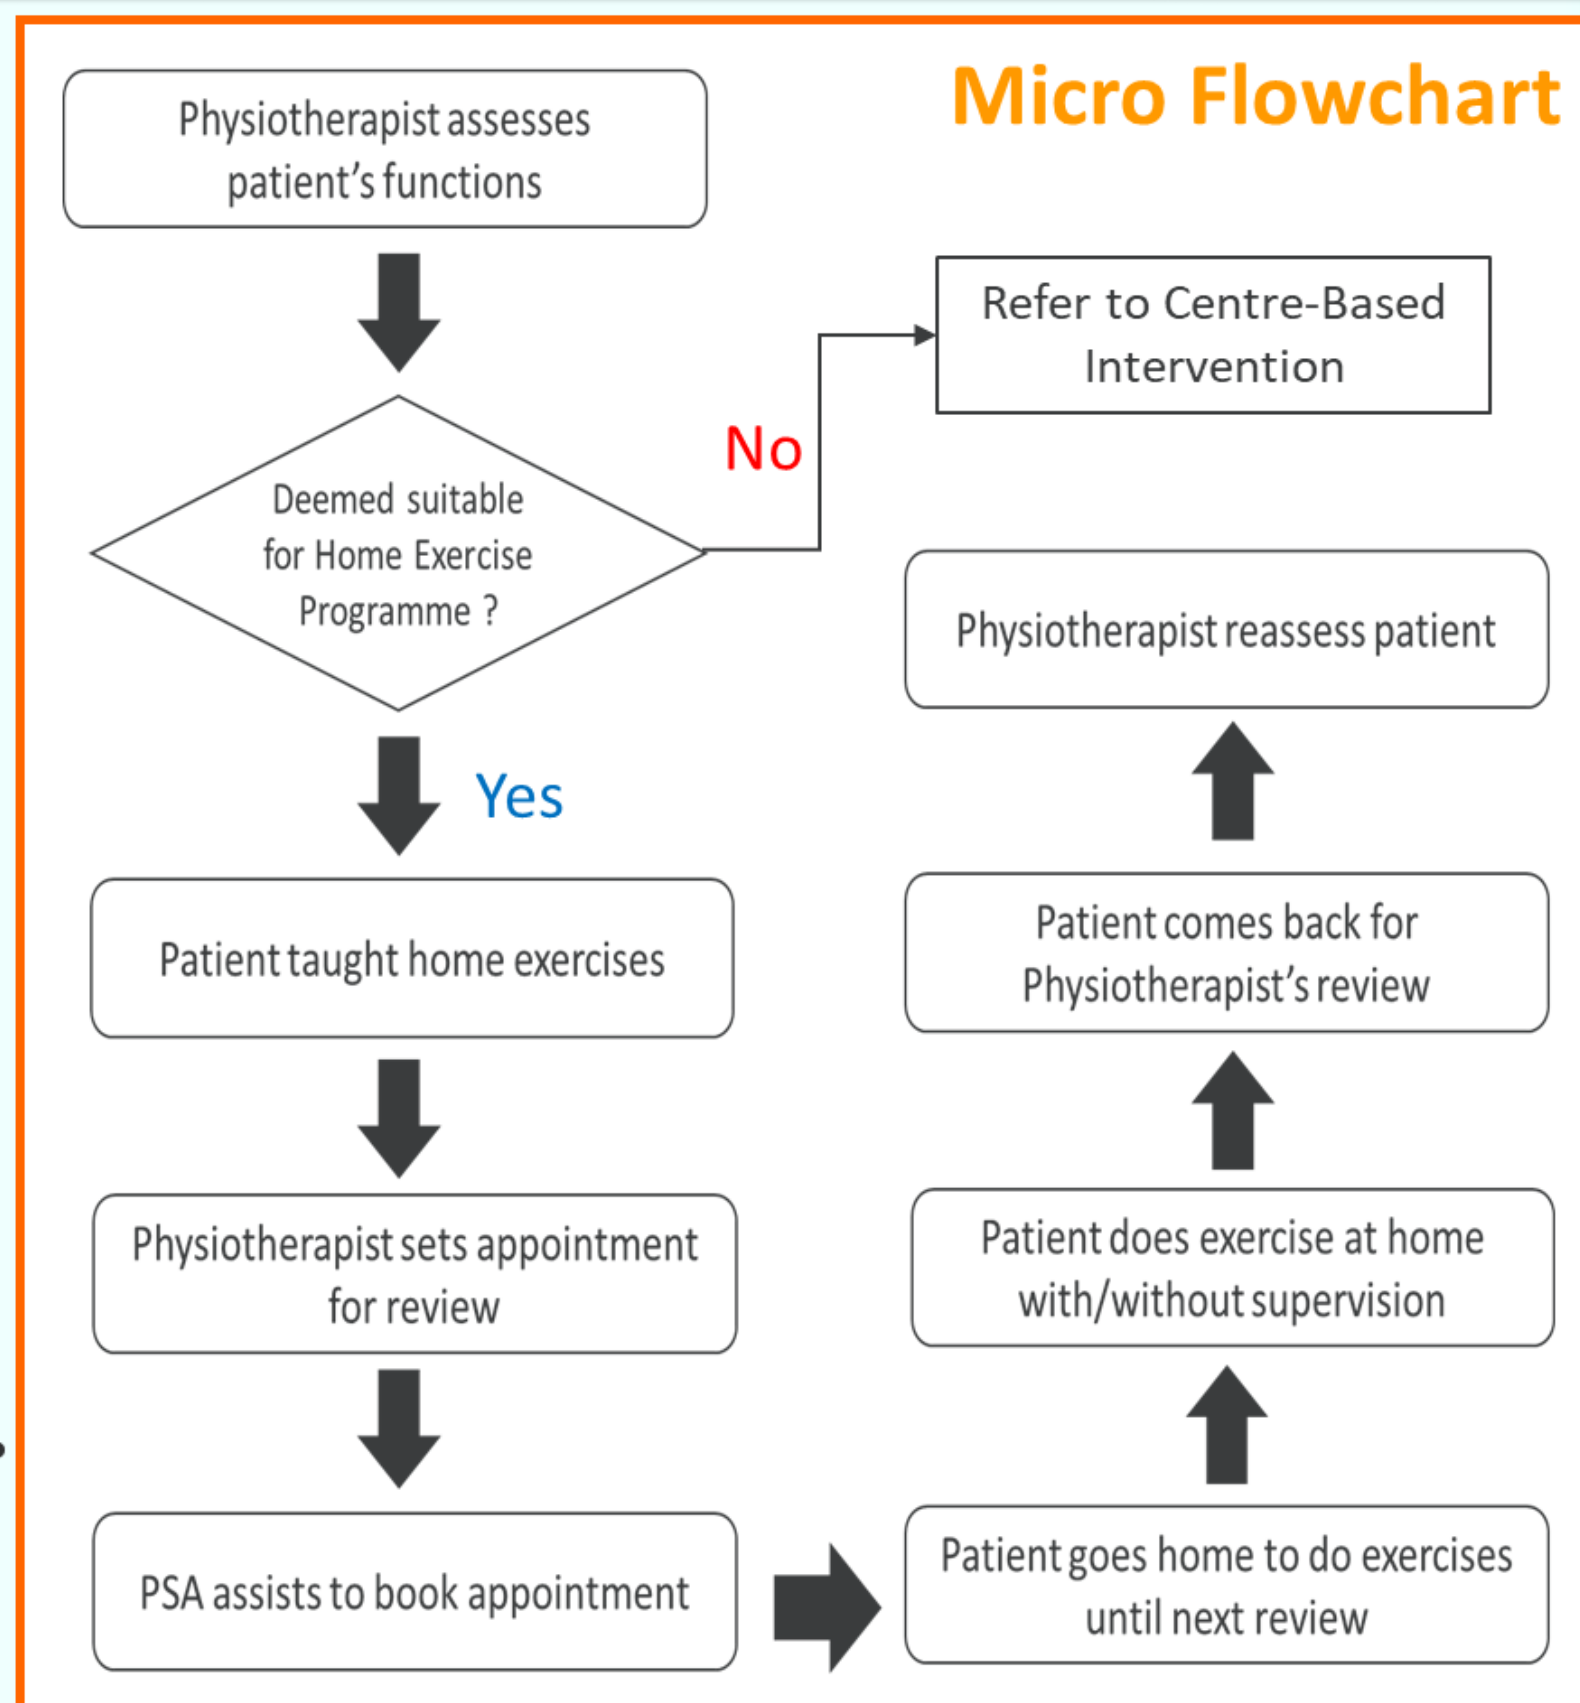 Micro Flowchart
Physiotherapist assesses
patient’s functions
Refer to Centre-Based
Intervention
No
Deemed suitable
for Home Exercise
Programme ?
Yes
Patient taught home exercises
Physiotherapist sets appointment
for review
PSA assists to book appointment
Patient goes home to do exercises
until next review
Patient does exercise at home
with/without supervision
Patient comes back for
Physiotherapist’s review
Physiotherapist reassess patient